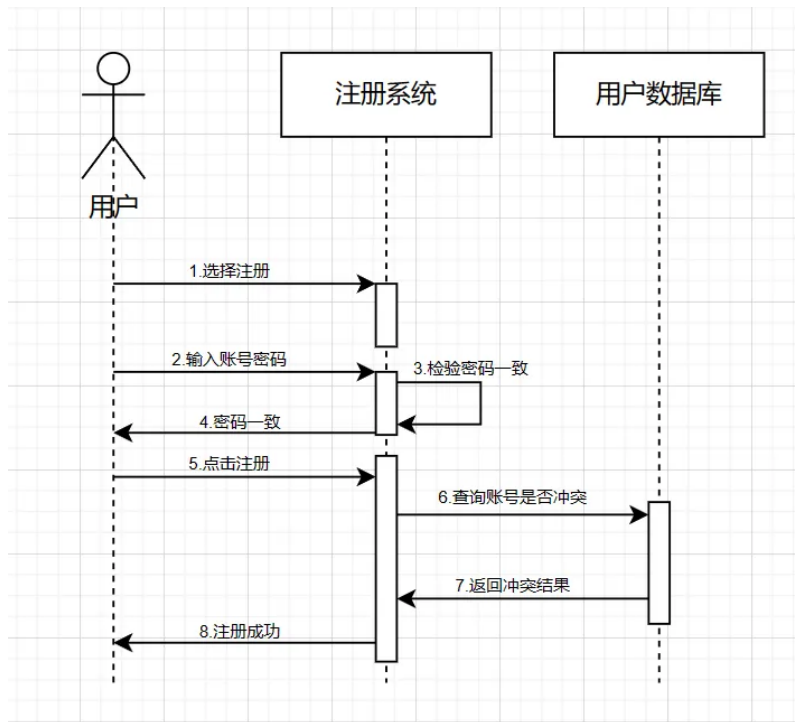 注册系统
用户数据库
用户
1.选择注册
2.输入账号密码
3.检验密码一致
4.密码一致
5.点击注册
6.查询账号是否冲突
7.返回冲突结果
8.注册成功